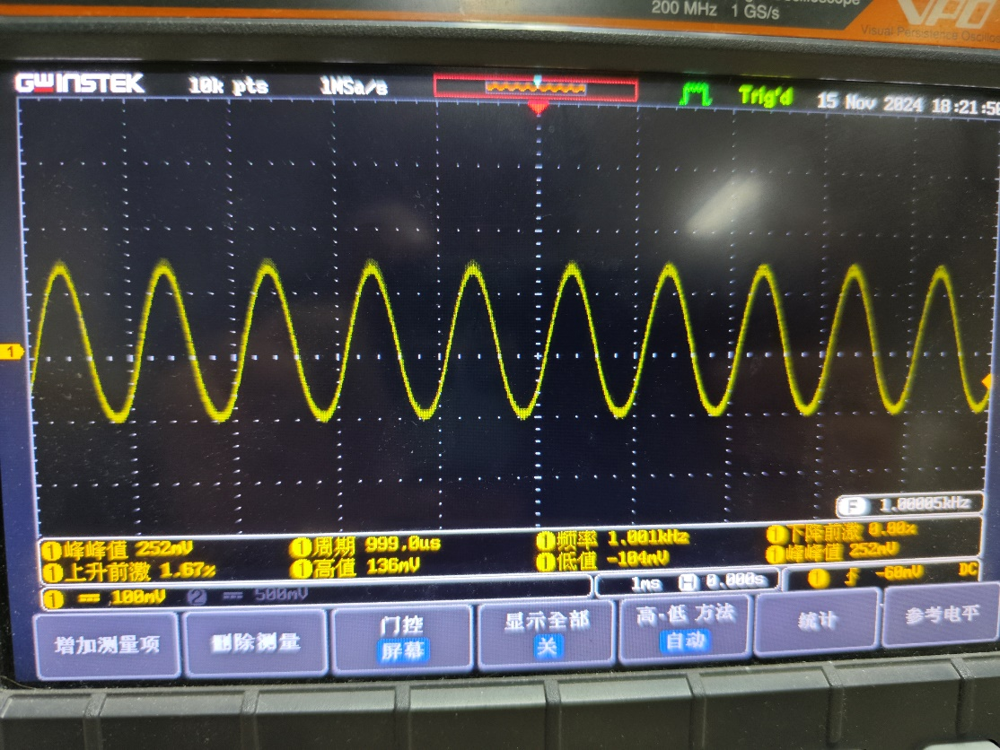 200 MHz 1 GS/s
VPO
Visual Persistence
GWINSTEK 10k pts 1MSa/s Trig'd 15 Nov 2024 18:21:50
1
F 1.00005kHz
1 峰峰值 252mV 1 周期 999.0us 1 频率 1.001kHz 1 下降前激 0.00%
1 上升前激 1.67% 1 高值 136mV 1 低值 -104mV 1 峰峰值 252mV
1 100mV 2 500mV 1ms H 0.000s 1 -60mV DC
增加测量项 删除测量 门控 屏幕 显示全部 关 高·低 方法 自动 统计 参考电平